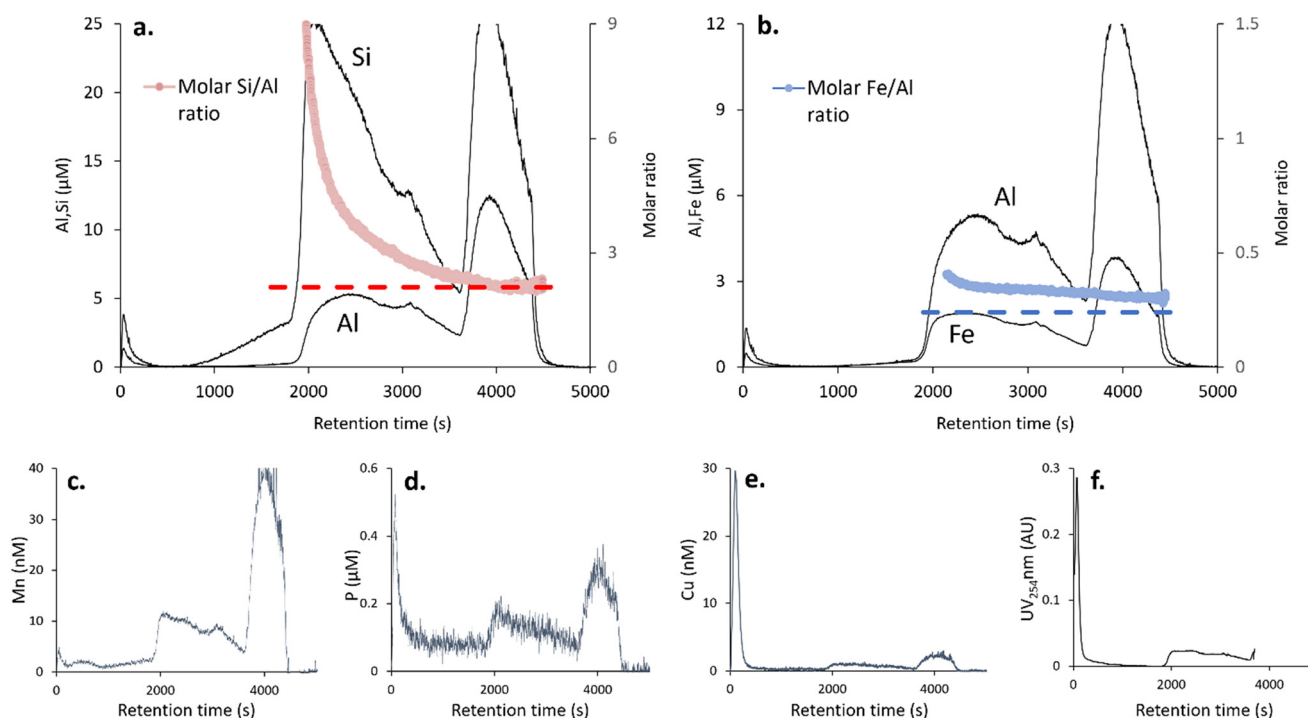 a.
Si
Al
Molar Si/Al
ratio
Al,Si (µM)
25
20
15
10
5
0
Molar ratio
9
6
3
0
0 1000 2000 3000 4000 5000
Retention time (s)
b.
Al
Fe
Molar Fe/Al
ratio
Al,Fe (µM)
12
9
6
3
0
Molar ratio
1.5
1
0.5
0
0 1000 2000 3000 4000 5000
Retention time (s)
c.
Mn (nM)
40
30
20
10
0
0 2000 4000
Retention time (s)
d.
P (µM)
0.6
0.4
0.2
0
0 2000 4000
Retention time (s)
e.
Cu (nM)
30
20
10
0
0 2000 4000
Retention time (s)
f.
UV254nm (AU)
0.3
0.2
0.1
0
0 2000 4000
Retention time (s)